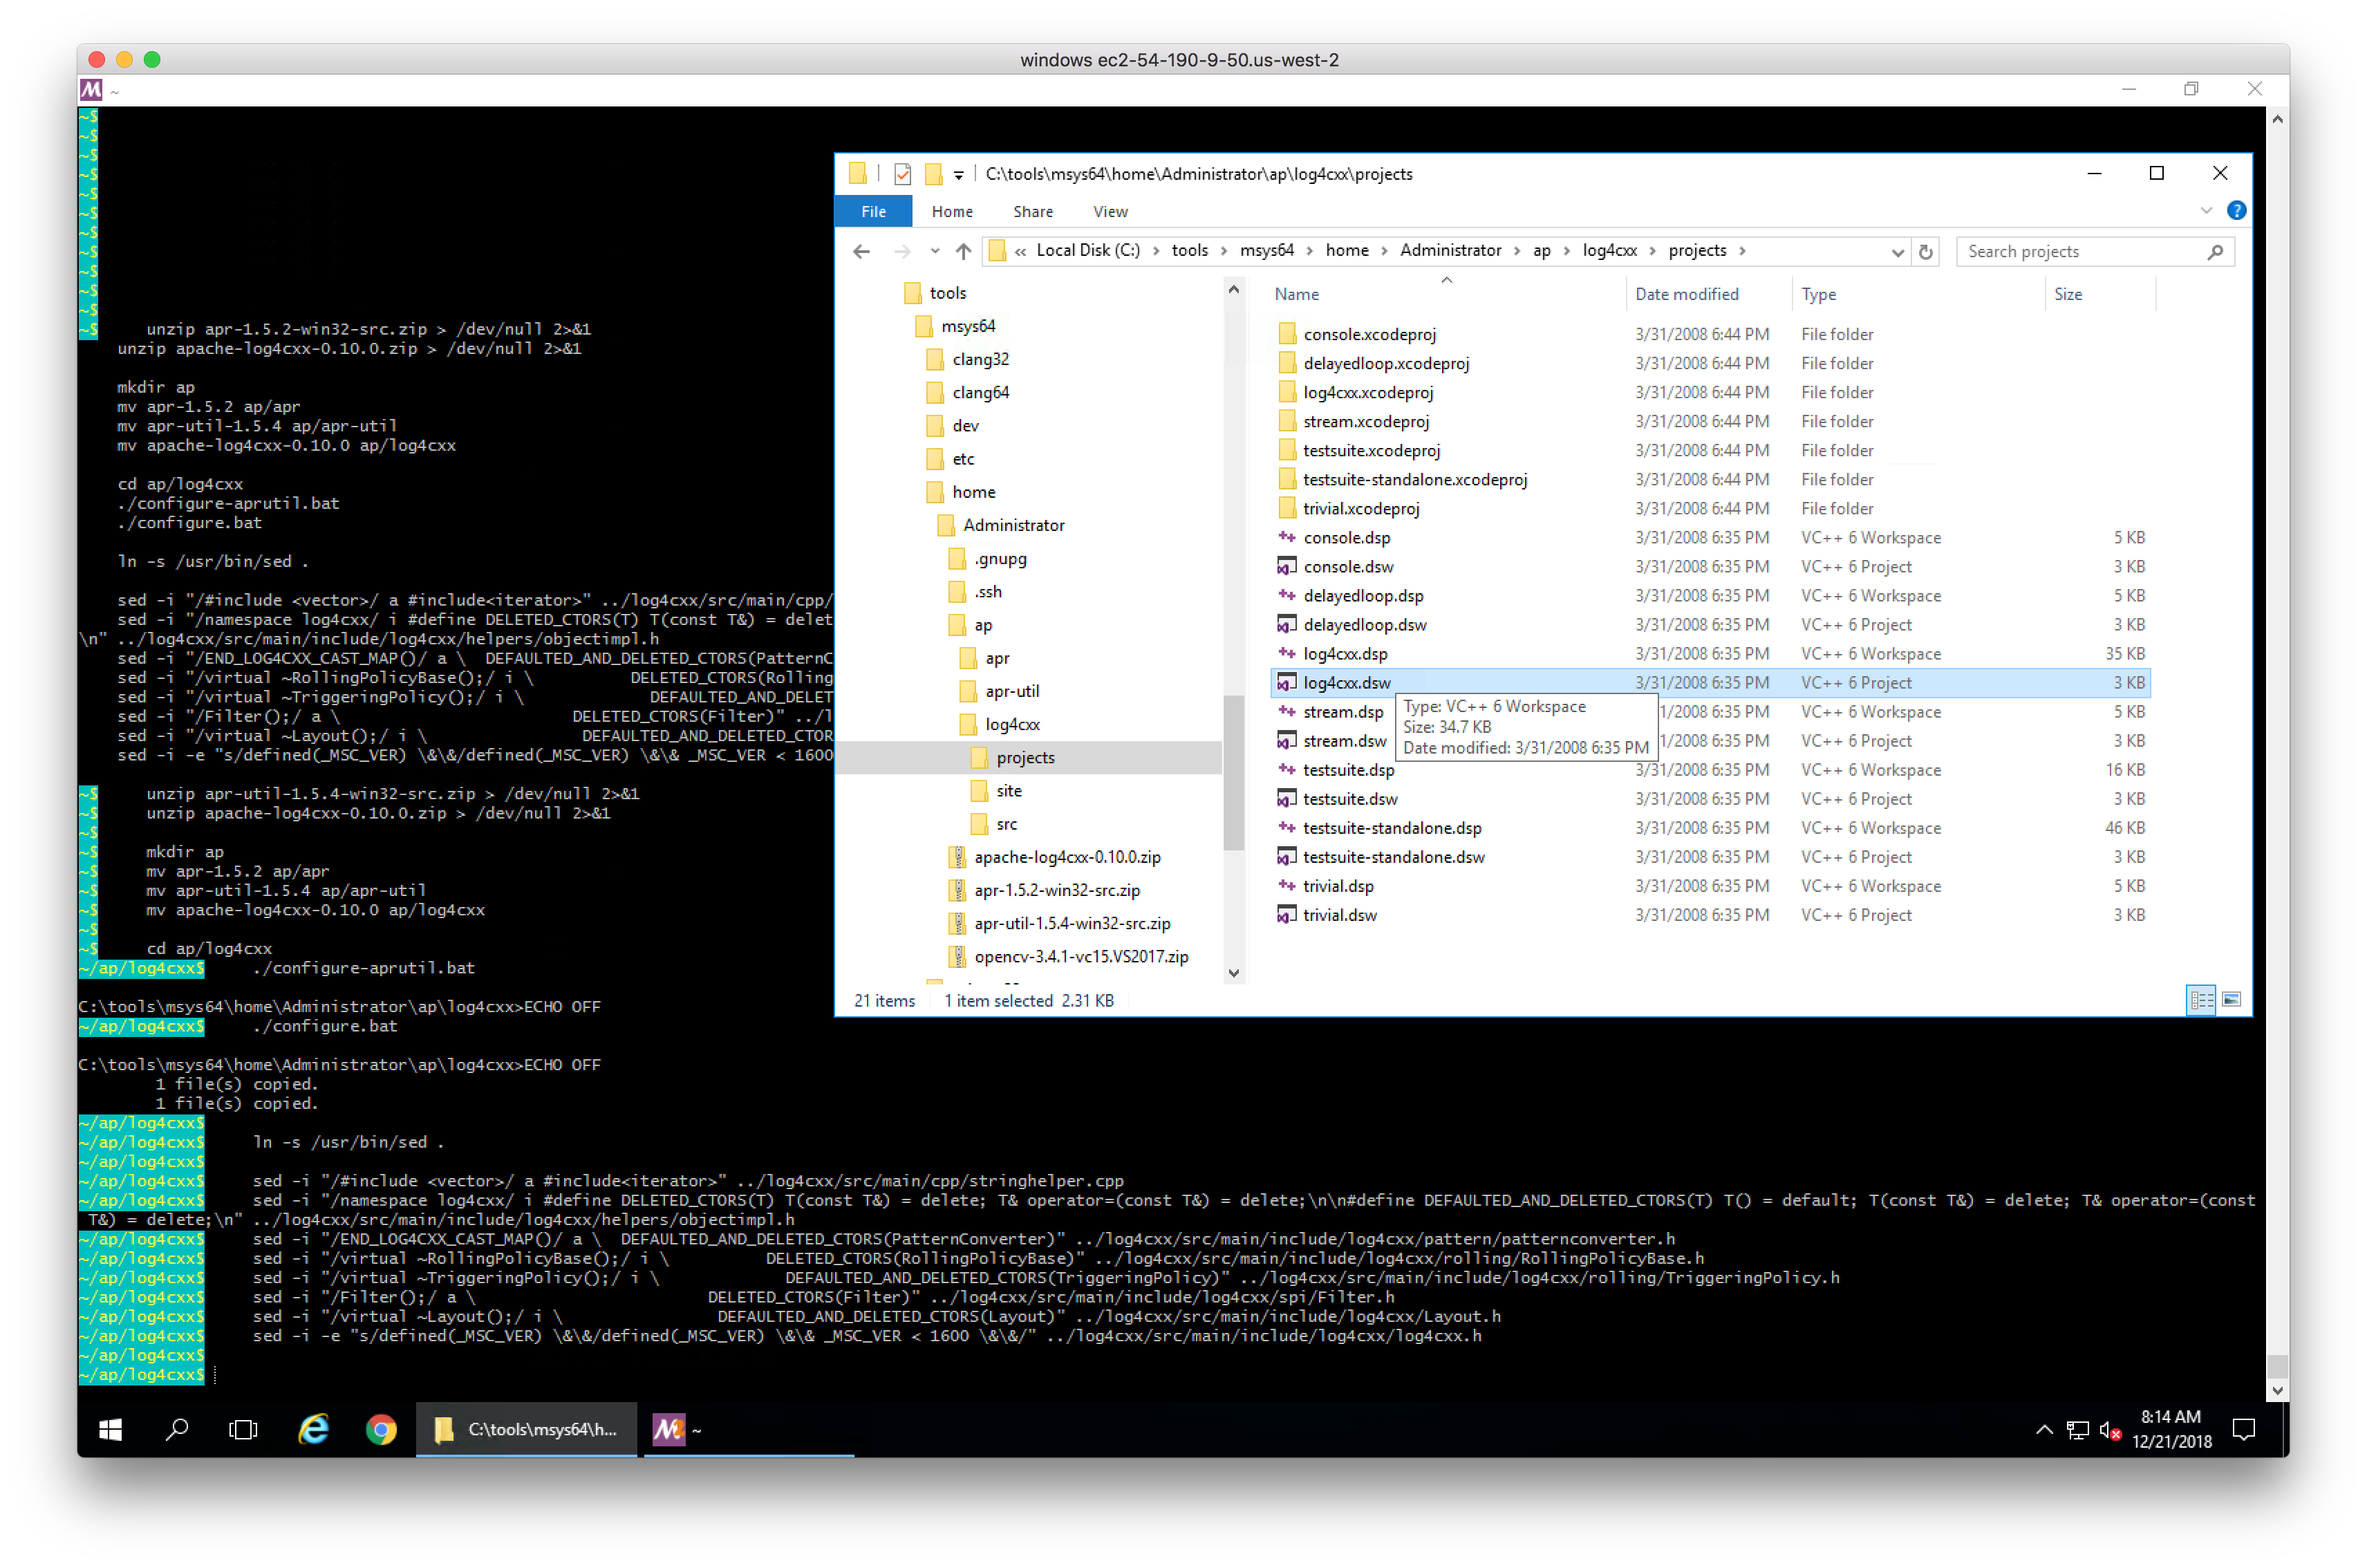 windows ec2-54-190-9-50.us-west-2
~
~$
~$
~$
~$
~$
~$
~$
~$
~$
~$
~$
~$ unzip apr-1.5.2-win32-src.zip > /dev/null 2>&1
unzip apache-log4cxx-0.10.0.zip > /dev/null 2>&1
mkdir ap
mv apr-1.5.2 ap/apr
mv apr-util-1.5.4 ap/apr-util
mv apache-log4cxx-0.10.0 ap/log4cxx
cd ap/log4cxx
./configure-aprutil.bat
./configure.bat
ln -s /usr/bin/sed .
sed -i "/#include <vector>/ a #include<iterator>" ../log4cxx/src/main/cpp/
sed -i "/namespace log4cxx/ i #define DELETED_CTORS(T) T(const T&) = delet
\n" ../log4cxx/src/main/include/log4cxx/helpers/objectimpl.h
sed -i "/END_LOG4CXX_CAST_MAP()/ a \ DEFAULTED_AND_DELETED_CTORS(PatternC
sed -i "/virtual ~RollingPolicyBase();/ i \ DELETED_CTORS(Rolling
sed -i "/virtual ~TriggeringPolicy();/ i \ DEFAULTED_AND_DELET
sed -i "/Filter();/ a \ DELETED_CTORS(Filter)" ../l
sed -i "/virtual ~Layout();/ i \ DEFAULTED_AND_DELETED_CTOR
sed -i -e "s/defined(_MSC_VER) \&\&/defined(_MSC_VER) \&\& _MSC_VER < 1600
~$ unzip apr-util-1.5.4-win32-src.zip > /dev/null 2>&1
~$ unzip apache-log4cxx-0.10.0.zip > /dev/null 2>&1
~$
~$ mkdir ap
~$ mv apr-1.5.2 ap/apr
~$ mv apr-util-1.5.4 ap/apr-util
~$ mv apache-log4cxx-0.10.0 ap/log4cxx
~$
~$ cd ap/log4cxx
~/ap/log4cxx$ ./configure-aprutil.bat
C:\tools\msys64\home\Administrator\ap\log4cxx>ECHO OFF
~/ap/log4cxx$ ./configure.bat
C:\tools\msys64\home\Administrator\ap\log4cxx>ECHO OFF
1 file(s) copied.
1 file(s) copied.
~/ap/log4cxx$
~/ap/log4cxx$ ln -s /usr/bin/sed .
~/ap/log4cxx$
~/ap/log4cxx$ sed -i "/#include <vector>/ a #include<iterator>" ../log4cxx/src/main/cpp/stringhelper.cpp
~/ap/log4cxx$ sed -i "/namespace log4cxx/ i #define DELETED_CTORS(T) T(const T&) = delete; T& operator=(const T&) = delete;\n\n#define DEFAULTED_AND_DELETED_CTORS(T) T() = default; T(const T&) = delete; T& operator=(const
T&) = delete;\n" ../log4cxx/src/main/include/log4cxx/helpers/objectimpl.h
~/ap/log4cxx$ sed -i "/END_LOG4CXX_CAST_MAP()/ a \ DEFAULTED_AND_DELETED_CTORS(PatternConverter)" ../log4cxx/src/main/include/log4cxx/pattern/patternconverter.h
~/ap/log4cxx$ sed -i "/virtual ~RollingPolicyBase();/ i \ DELETED_CTORS(RollingPolicyBase)" ../log4cxx/src/main/include/log4cxx/rolling/RollingPolicyBase.h
~/ap/log4cxx$ sed -i "/virtual ~TriggeringPolicy();/ i \ DEFAULTED_AND_DELETED_CTORS(TriggeringPolicy)" ../log4cxx/src/main/include/log4cxx/rolling/TriggeringPolicy.h
~/ap/log4cxx$ sed -i "/Filter();/ a \ DELETED_CTORS(Filter)" ../log4cxx/src/main/include/log4cxx/spi/Filter.h
~/ap/log4cxx$ sed -i "/virtual ~Layout();/ i \ DEFAULTED_AND_DELETED_CTORS(Layout)" ../log4cxx/src/main/include/log4cxx/Layout.h
~/ap/log4cxx$ sed -i -e "s/defined(_MSC_VER) \&\&/defined(_MSC_VER) \&\& _MSC_VER < 1600 \&\&/" ../log4cxx/src/main/include/log4cxx/log4cxx.h
~/ap/log4cxx$
~/ap/log4cxx$
C:\tools\msys64\home\Administrator\ap\log4cxx\projects
File Home Share View
« Local Disk (C:) > tools > msys64 > home > Administrator > ap > log4cxx > projects >
Search projects
tools
msys64
clang32
clang64
dev
etc
home
Administrator
.gnupg
.ssh
ap
apr
apr-util
log4cxx
projects
site
src
apache-log4cxx-0.10.0.zip
apr-1.5.2-win32-src.zip
apr-util-1.5.4-win32-src.zip
opencv-3.4.1-vc15.VS2017.zip
Name Date modified Type Size
console.xcodeproj 3/31/2008 6:44 PM File folder
delayedloop.xcodeproj 3/31/2008 6:44 PM File folder
log4cxx.xcodeproj 3/31/2008 6:44 PM File folder
stream.xcodeproj 3/31/2008 6:44 PM File folder
testsuite.xcodeproj 3/31/2008 6:44 PM File folder
testsuite-standalone.xcodeproj 3/31/2008 6:44 PM File folder
trivial.xcodeproj 3/31/2008 6:44 PM File folder
console.dsp 3/31/2008 6:35 PM VC++ 6 Workspace 5 KB
console.dsw 3/31/2008 6:35 PM VC++ 6 Project 3 KB
delayedloop.dsp 3/31/2008 6:35 PM VC++ 6 Workspace 5 KB
delayedloop.dsw 3/31/2008 6:35 PM VC++ 6 Project 3 KB
log4cxx.dsp 3/31/2008 6:35 PM VC++ 6 Workspace 35 KB
log4cxx.dsw 3/31/2008 6:35 PM VC++ 6 Project 3 KB
stream.dsp 1/2008 6:35 PM VC++ 6 Workspace 5 KB
stream.dsw 1/2008 6:35 PM VC++ 6 Project 3 KB
testsuite.dsp 3/31/2008 6:35 PM VC++ 6 Workspace 16 KB
testsuite.dsw 3/31/2008 6:35 PM VC++ 6 Project 3 KB
testsuite-standalone.dsp 3/31/2008 6:35 PM VC++ 6 Workspace 46 KB
testsuite-standalone.dsw 3/31/2008 6:35 PM VC++ 6 Project 3 KB
trivial.dsp 3/31/2008 6:35 PM VC++ 6 Workspace 5 KB
trivial.dsw 3/31/2008 6:35 PM VC++ 6 Project 3 KB
Type: VC++ 6 Workspace
Size: 34.7 KB
Date modified: 3/31/2008 6:35 PM
21 items 1 item selected 2.31 KB
C:\tools\msys64\h...
~
8:14 AM
12/21/2018